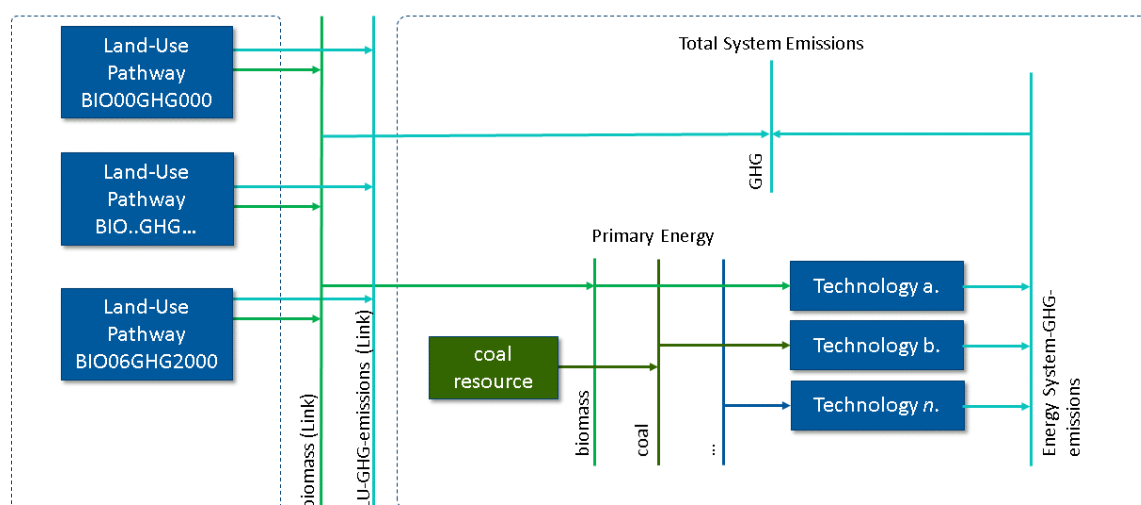 Land-Use
Pathway
BIO00GHG000
Land-Use
Pathway
BIO..GHG...
Land-Use
Pathway
BIO06GHG2000
biomass (Link)
LU-GHG-emissions (Link)
Total System Emissions
GHG
Primary Energy
coal
resource
biomass
coal
...
Technology a.
Technology b.
Technology n.
Energy System-GHG-
emissions